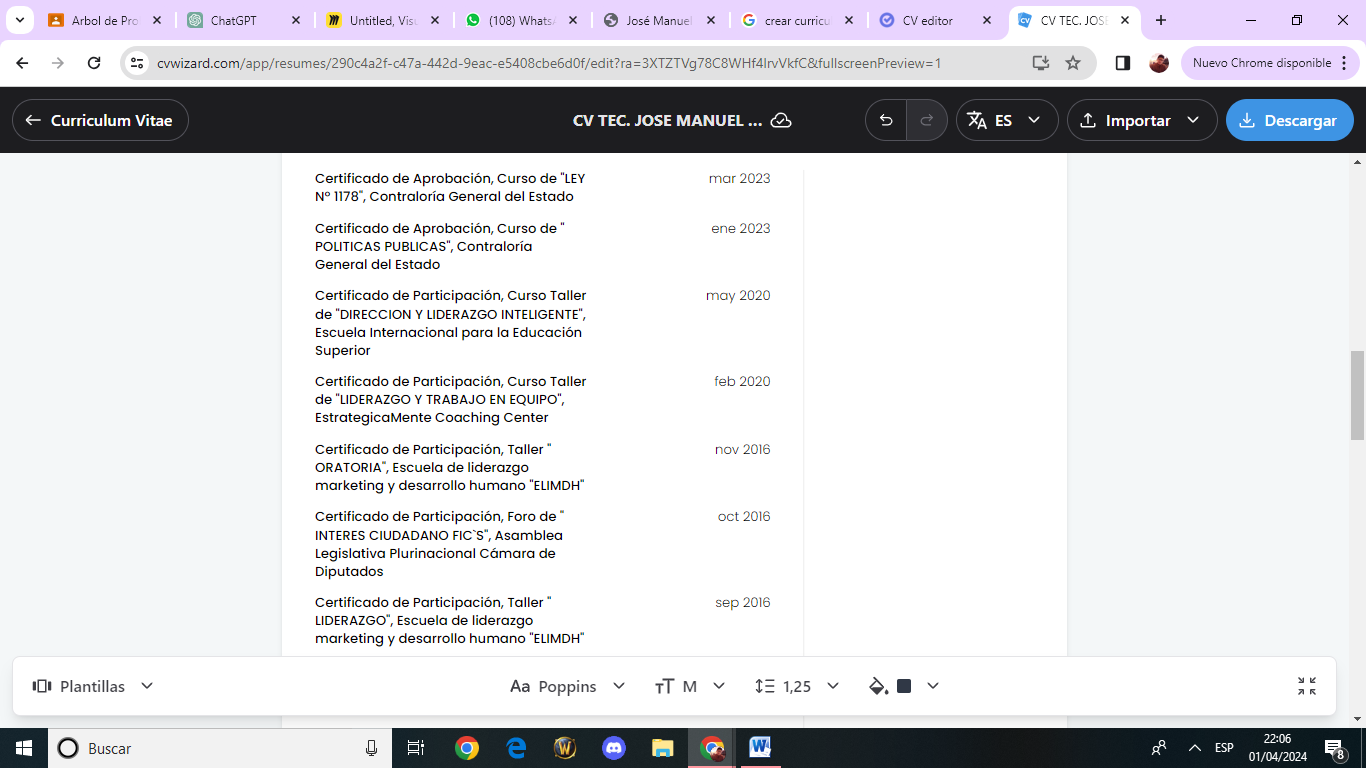 Arbol de Pro
ChatGPT
Untitled, Visu
(108) Whats
José Manuel
crear curricu
CV editor
CV TEC. JOSE
cvwizard.com/app/resumes/290c4a2f-c47a-442d-9eac-e5408cbe6d0f/edit?ra=3XTZTVg78C8WHf4IrvVkfC&fullscreenPreview=1
Nuevo Chrome disponible
Curriculum Vitae
CV TEC. JOSE MANUEL ...
ES
Importar
Descargar
Certificado de Aprobación, Curso de "LEY
Nº 1178", Contraloría General del Estado
mar 2023
Certificado de Aprobación, Curso de "
POLITICAS PUBLICAS", Contraloría
General del Estado
ene 2023
Certificado de Participación, Curso Taller
de "DIRECCION Y LIDERAZGO INTELIGENTE",
Escuela Internacional para la Educación
Superior
may 2020
Certificado de Participación, Curso Taller
de "LIDERAZGO Y TRABAJO EN EQUIPO",
EstrategicaMente Coaching Center
feb 2020
Certificado de Participación, Taller "
ORATORIA", Escuela de liderazgo
marketing y desarrollo humano "ELIMDH"
nov 2016
Certificado de Participación, Foro de "
INTERES CIUDADANO FIC`S", Asamblea
Legislativa Plurinacional Cámara de
Diputados
oct 2016
Certificado de Participación, Taller "
LIDERAZGO", Escuela de liderazgo
marketing y desarrollo humano "ELIMDH"
sep 2016
Plantillas
Aa Poppins
TT M
1,25
Buscar
ESP
22:06
01/04/2024
8